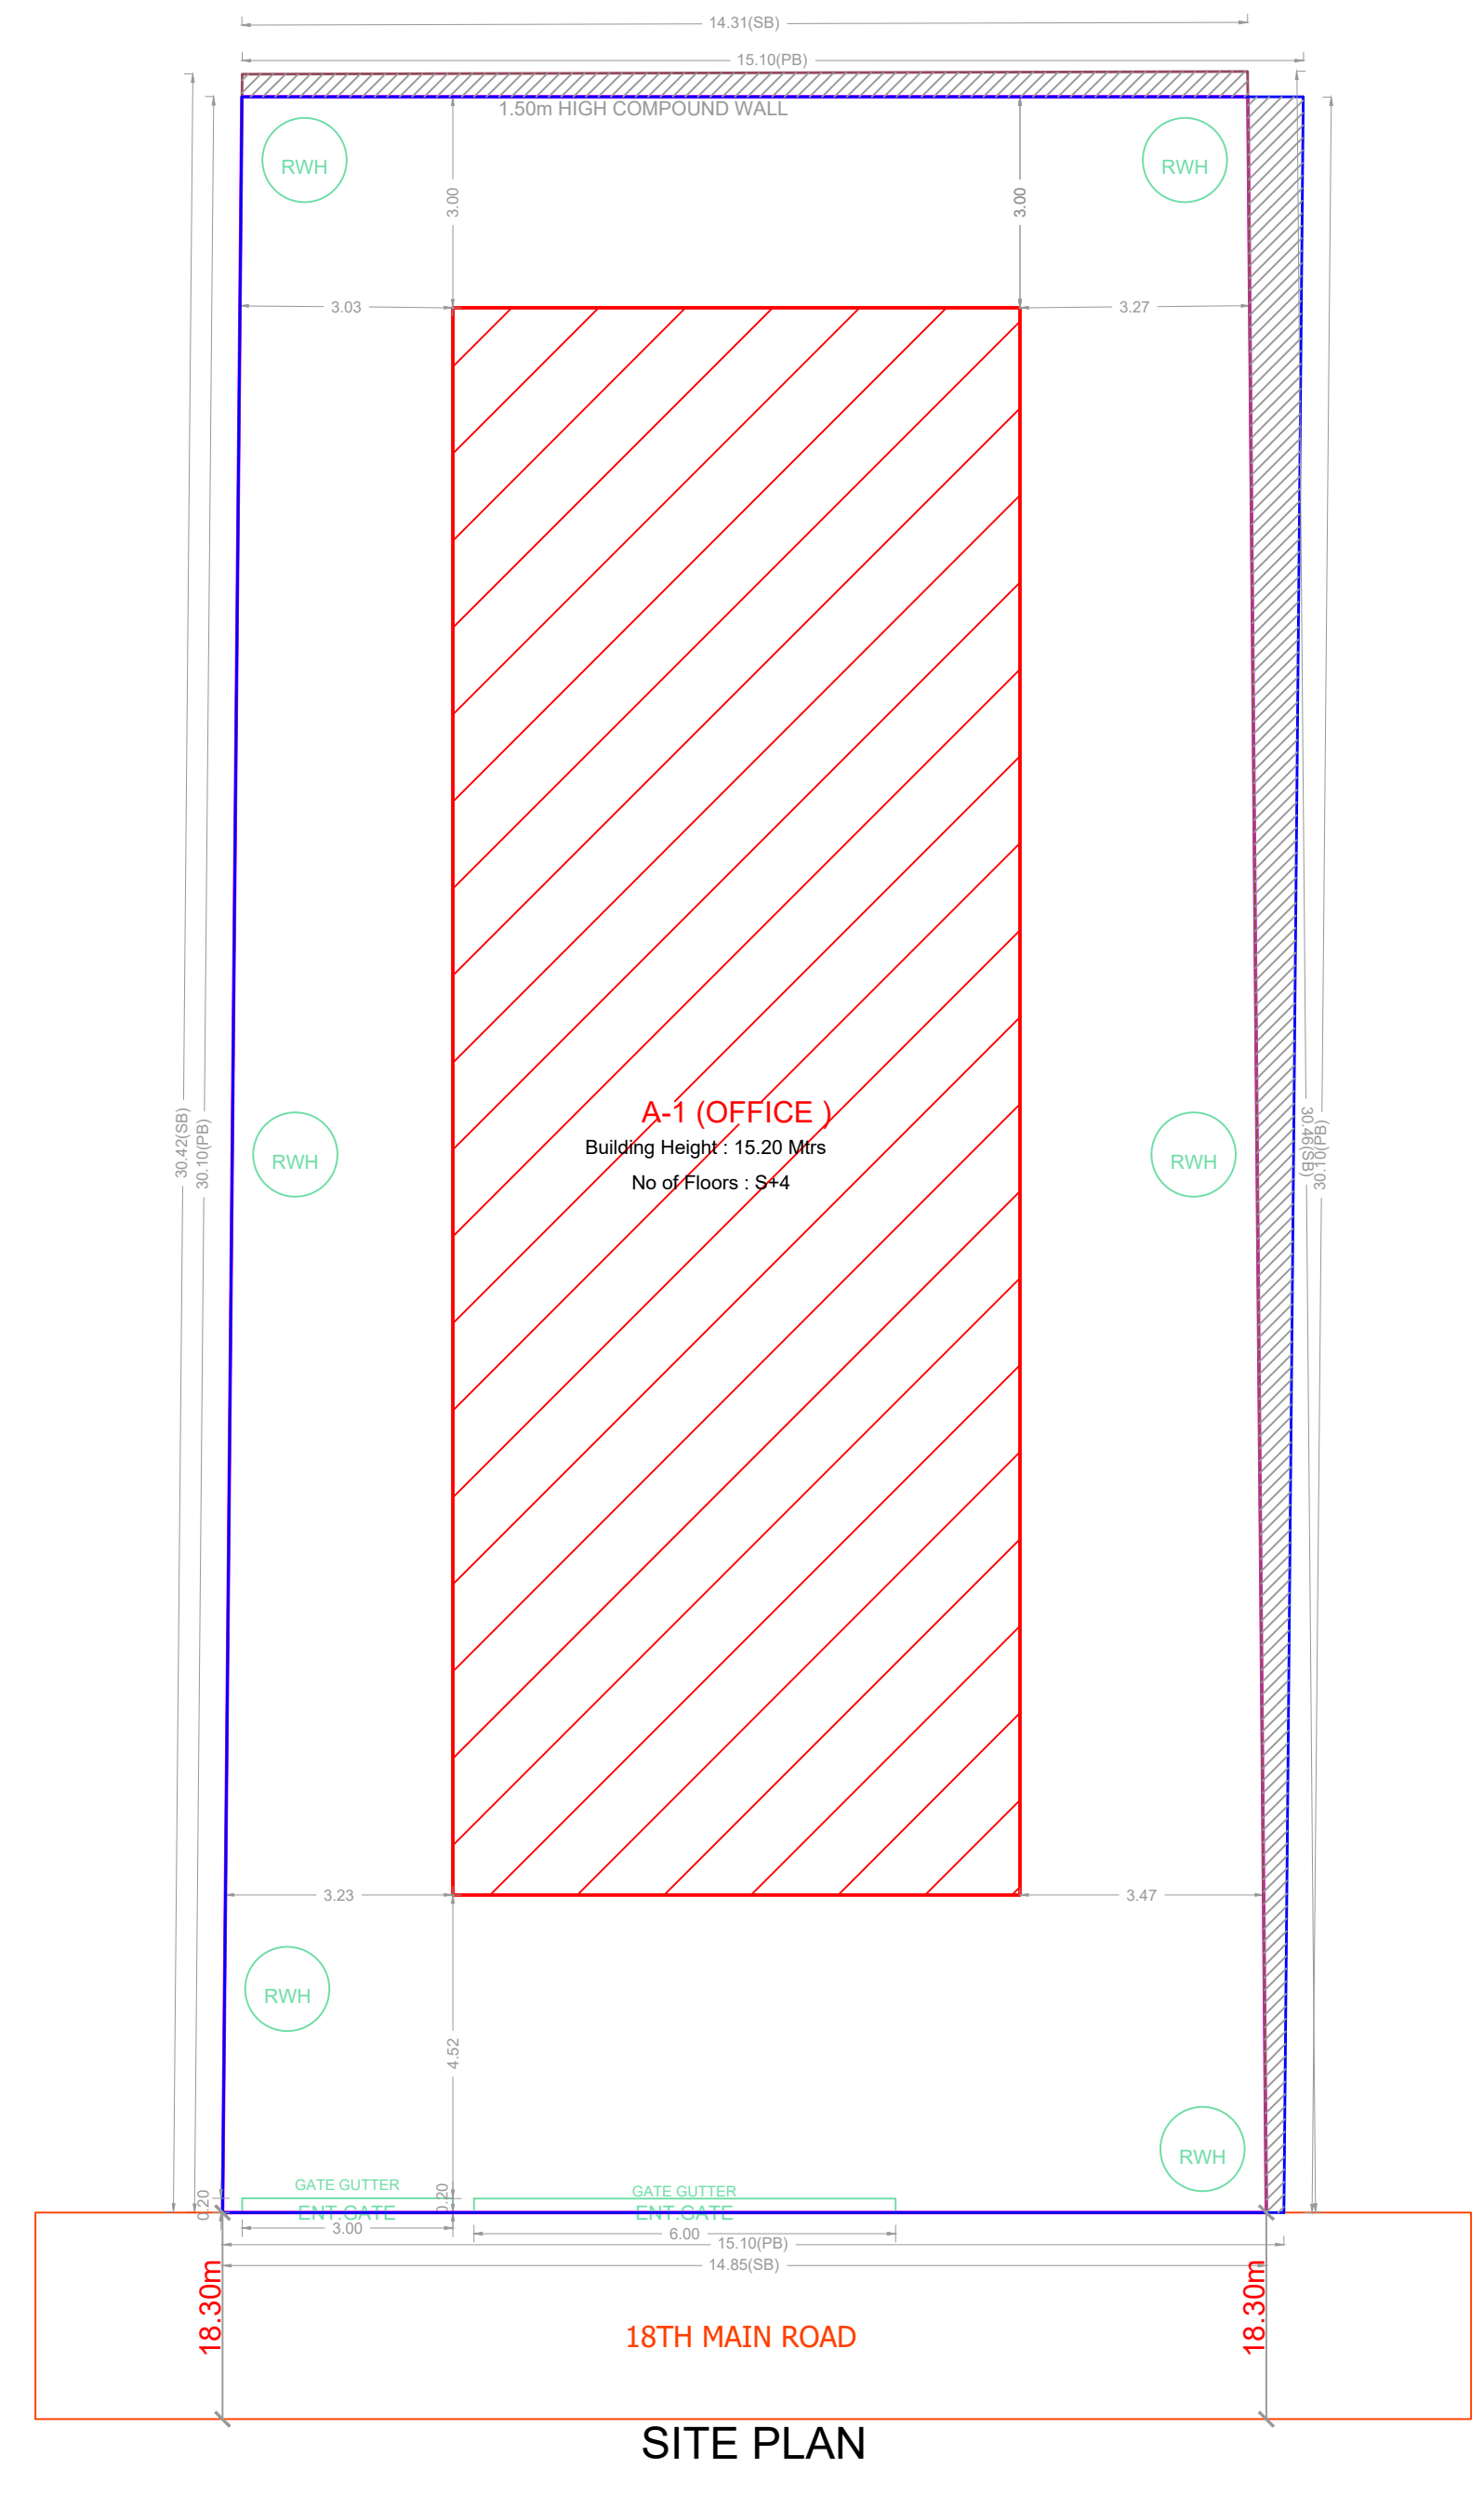 14.31(SB)
15.10(PB)
1.50m HIGH COMPOUND WALL
RWH
RWH
3.00
3.00
3.03
3.27
A-1 (OFFICE )
Building Height : 15.20 Mtrs
No of Floors : S+4
30.42(SB)
30.10(PB)
RWH
RWH
30.46(SB)
30.10(PB)
3.23
3.47
RWH
4.52
RWH
GATE GUTTER
GATE GUTTER
0.20
0.20
ENT.GATE
ENT.GATE
3.00
6.00
15.10(PB)
14.85(SB)
18.30m
18.30m
18TH MAIN ROAD
SITE PLAN